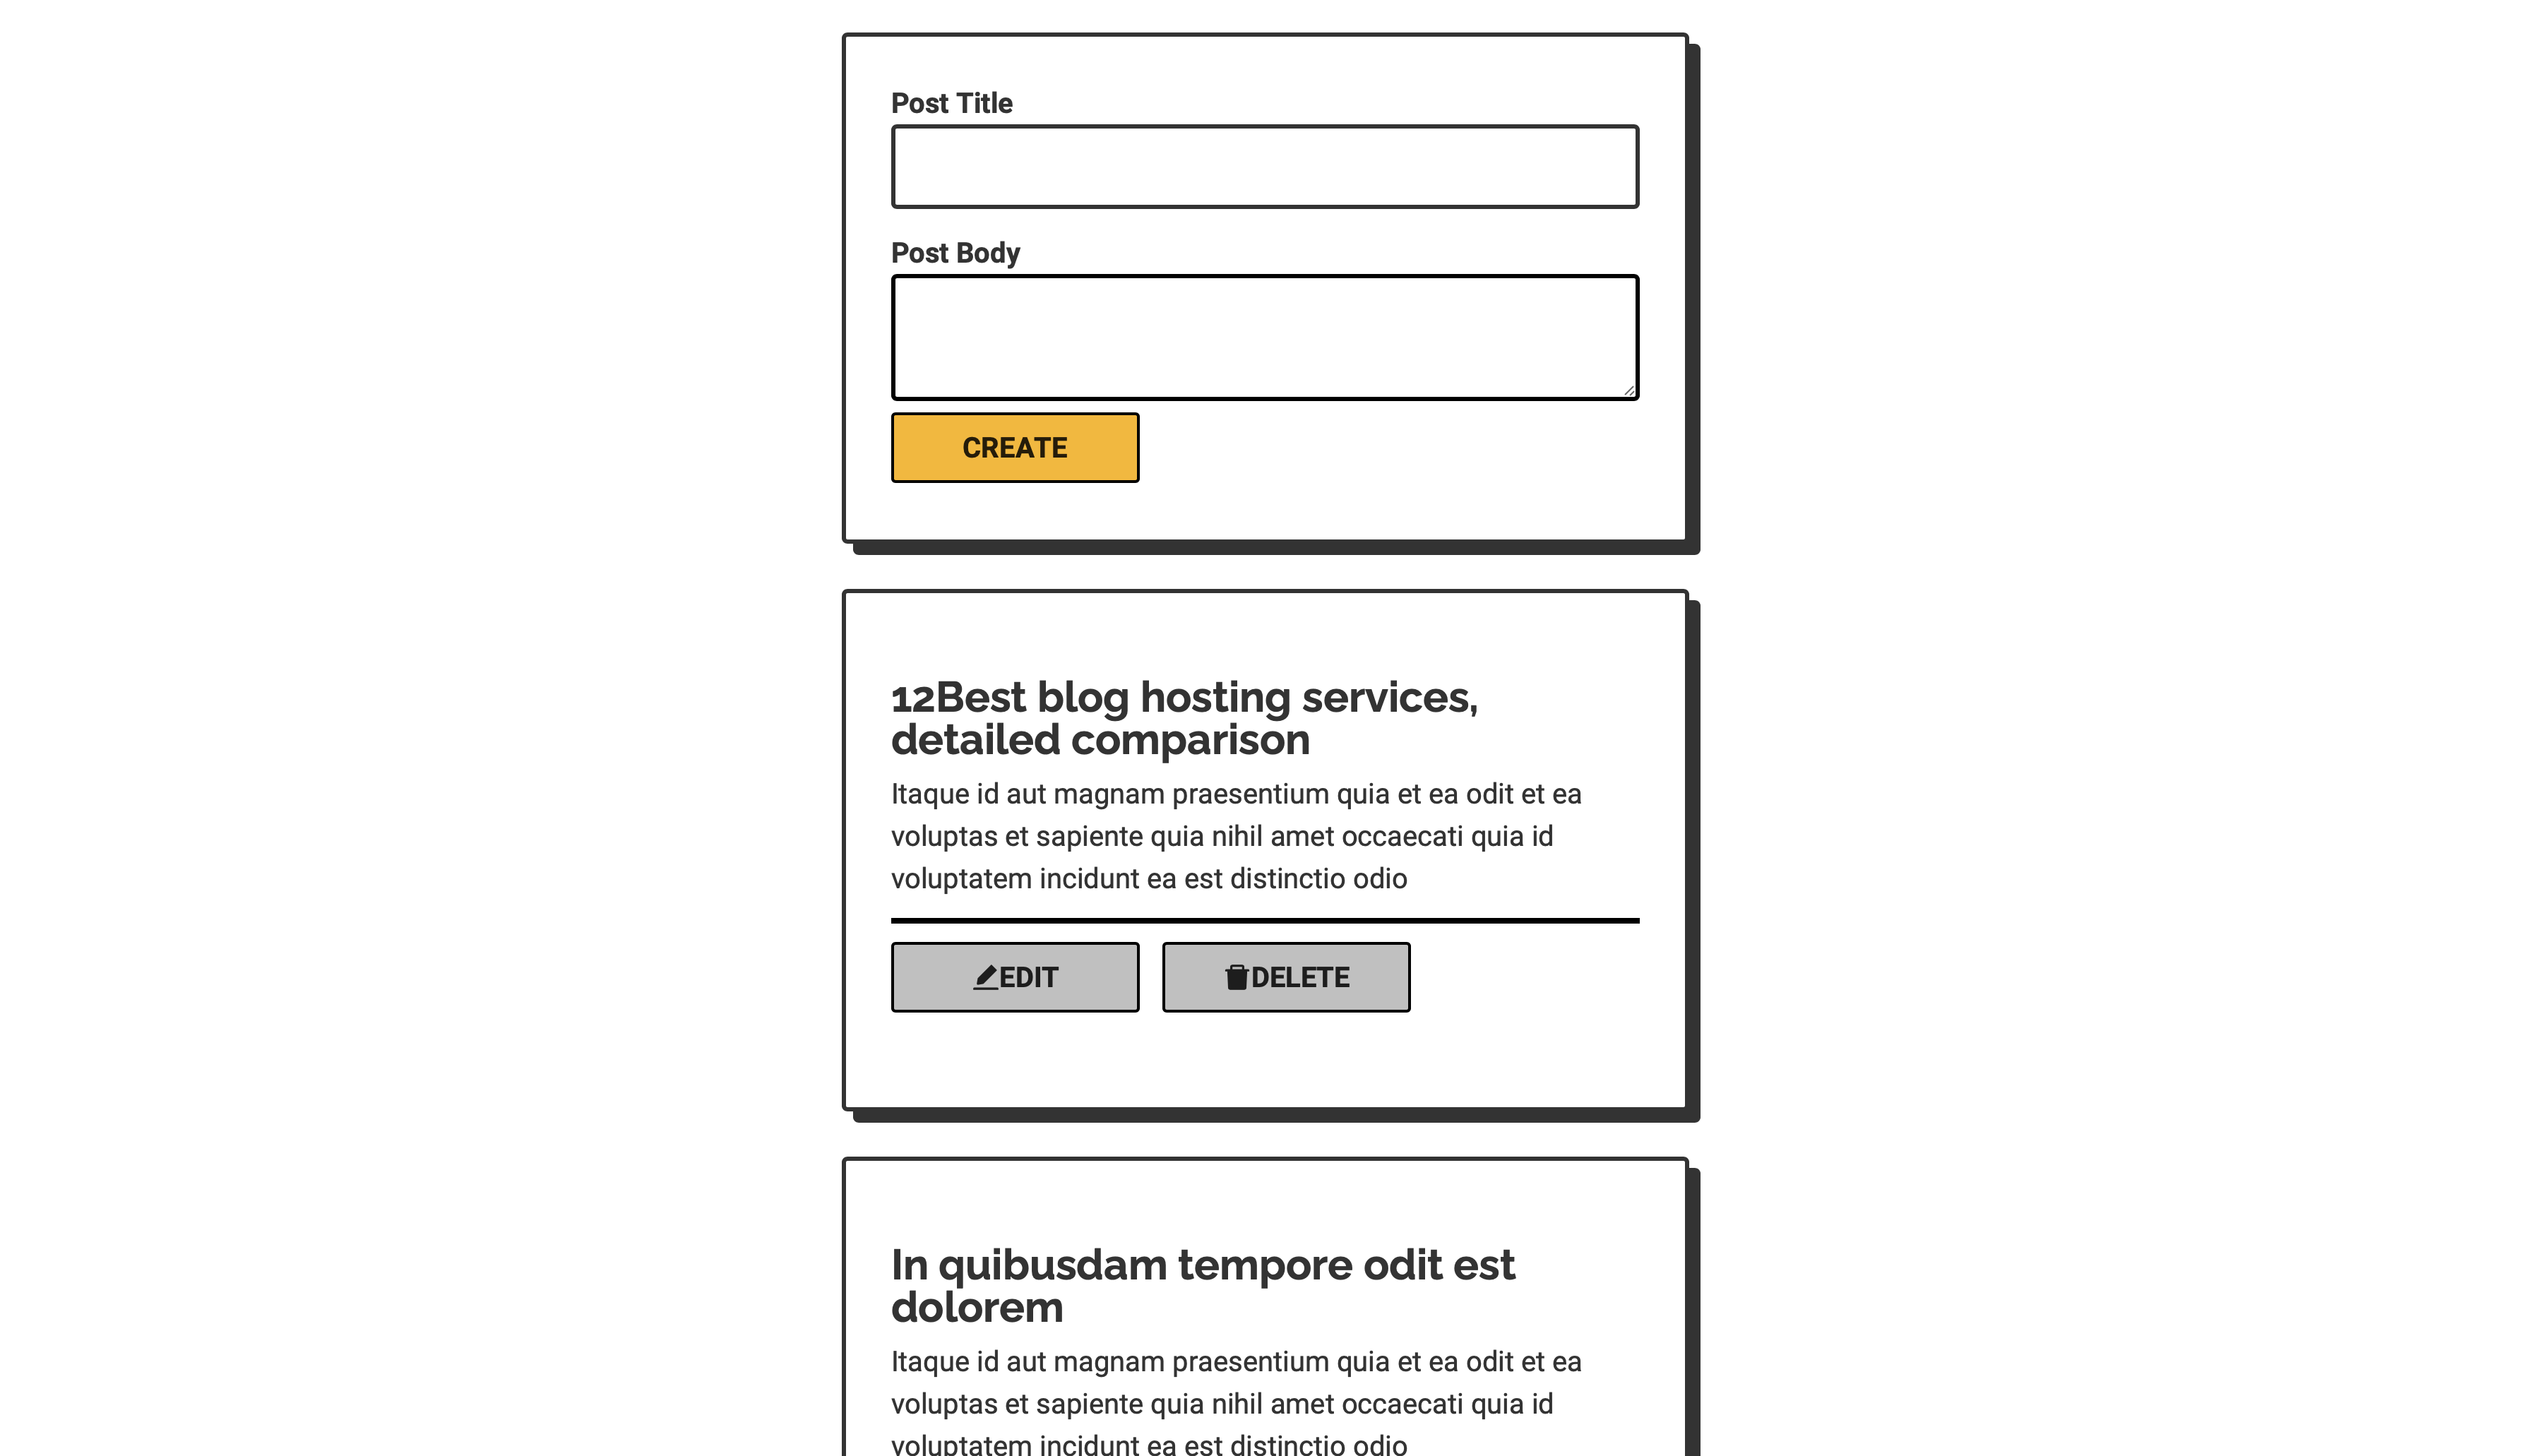 Post Title
Post Body
CREATE
12Best blog hosting services,
detailed comparison
Itaque id aut magnam praesentium quia et ea odit et ea
voluptas et sapiente quia nihil amet occaecati quia id
voluptatem incidunt ea est distinctio odio
EDIT DELETE
In quibusdam tempore odit est
dolorem
Itaque id aut magnam praesentium quia et ea odit et ea
voluptas et sapiente quia nihil amet occaecati quia id
voluptatem incidunt ea est distinctio odio